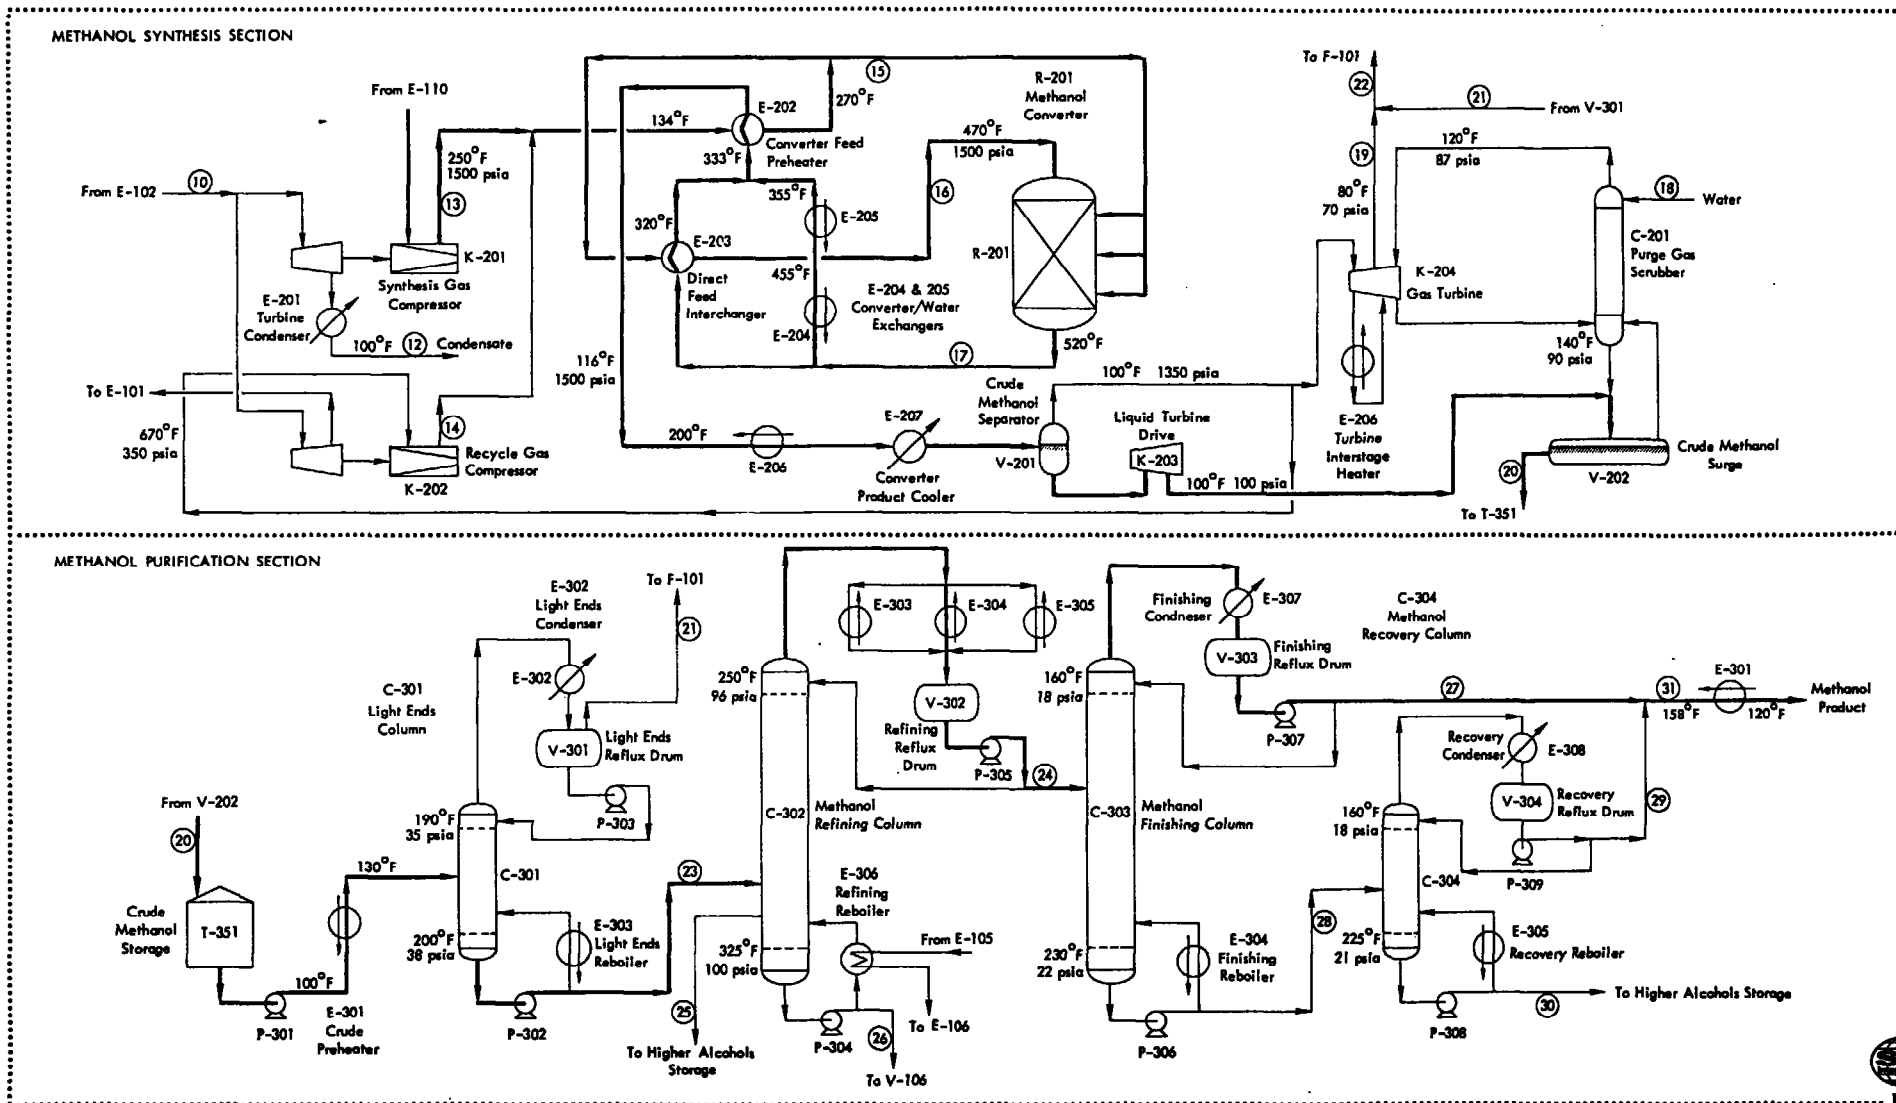 METHANOL SYNTHESIS SECTION
From E-110
From E-102
10
250°F
1500 psia
13
K-201
Synthesis Gas
Compressor
E-201
Turbine
Condenser
100°F
12
Condensate
To E-101
670°F
350 psia
14
Recycle Gas
Compressor
K-202
134°F
E-202
Converter Feed
Preheater
270°F
15
333°F
355°F
320°F
E-203
Direct
Feed
Interchanger
E-205
455°F
E-204 & 205
Converter/Water
Exchangers
E-204
470°F
1500 psia
16
R-201
Methanol
Converter
R-201
520°F
17
116°F
1500 psia
200°F
E-206
E-207
Converter
Product Cooler
Crude
Methanol
Separator
V-201
100°F 1350 psia
Liquid Turbine
Drive
K-203
100°F 100 psia
To F-101
22
21
From V-301
19
80°F
70 psia
120°F
87 psia
18
Water
C-201
Purge Gas
Scrubber
K-204
Gas Turbine
140°F
90 psia
E-206
Turbine
Interstage
Heater
20
To T-351
Crude Methanol
Surge
V-202
METHANOL PURIFICATION SECTION
From V-202
20
Crude
Methanol
Storage
T-351
P-301
100°F
130°F
E-301
Crude
Preheater
C-301
Light Ends
Column
190°F
35 psia
C-301
200°F
38 psia
E-302
Light Ends
Condenser
E-302
To F-101
21
V-301
Light Ends
Reflux Drum
P-303
E-303
Light Ends
Reboiler
P-302
23
25
To Higher Alcohols
Storage
250°F
96 psia
C-302
Methanol
Refining Column
325°F
100 psia
E-306
Refining
Reboiler
From E-105
To E-106
P-304
26
To V-106
E-303
E-304
E-305
V-302
Refining
Reflux
Drum
P-305
24
160°F
18 psia
C-303
Methanol
Finishing Column
230°F
22 psia
E-304
Finishing
Reboiler
P-306
Finishing
Condneser
E-307
V-303
Finishing
Reflux Drum
P-307
C-304
Methanol
Recovery Column
27
31
E-301
158°F
120°F
Methanol
Product
Recovery
Condenser
E-308
V-304
Recovery
Reflux Drum
29
P-309
160°F
18 psia
C-304
225°F
21 psia
28
E-305
Recovery Reboiler
P-308
30
To Higher Alcohols Storage